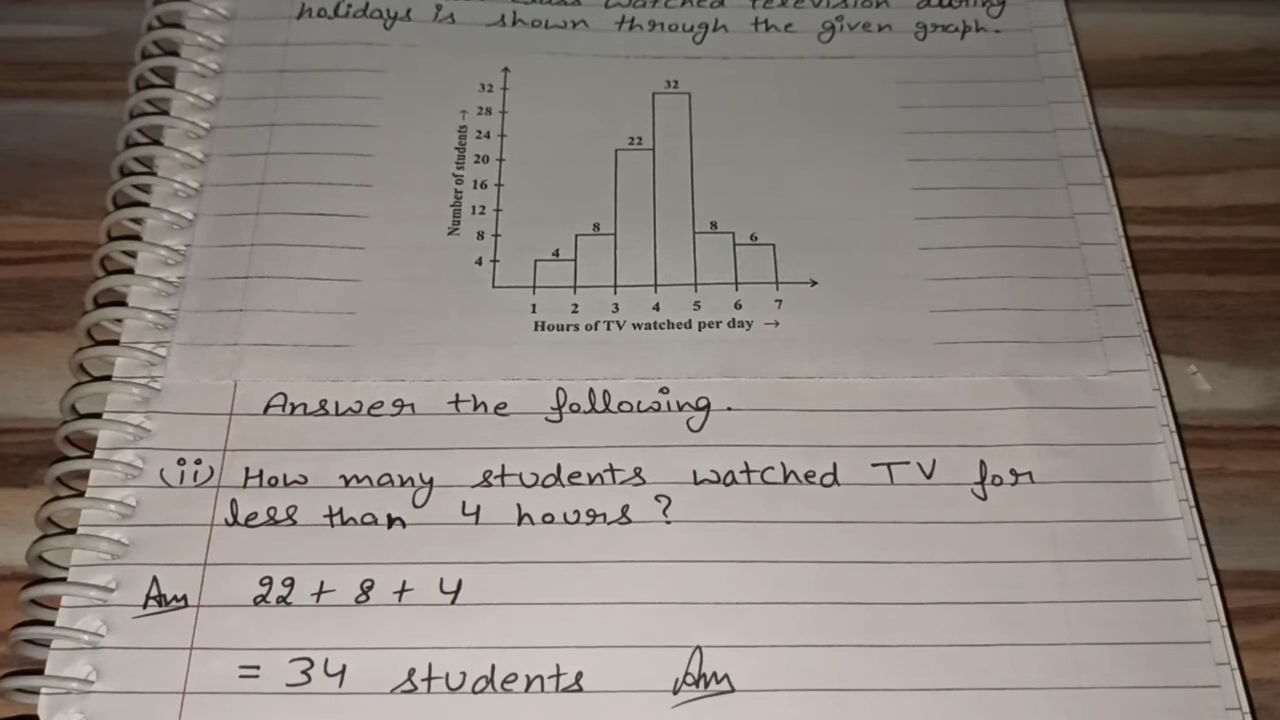 watched television during
holidays is shown through the given graph.
32
28
24
20
16
12
8
4
Number of students →
4
8
22
32
8
6
1 2 3 4 5 6 7
Hours of TV watched per day →
Answer the following.
(ii) How many students watched TV for
less than 4 hours?
Ans 22 + 8 + 4
= 34 students Ans